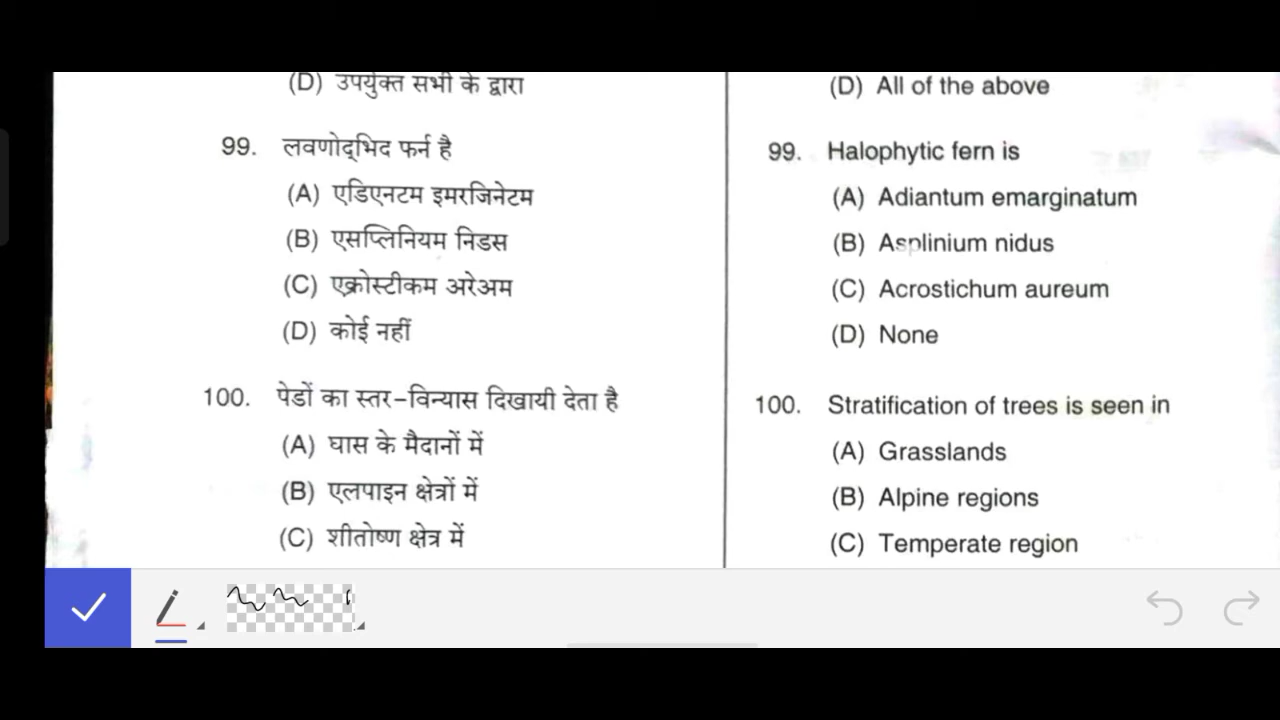 (D) उपर्युक्त सभी के द्वारा
99. लवणोद्‌भिद फर्न है
(A) एडिएनटम इमरजिनेटम
(B) एसप्लिनियम निडस
(C) एक्रोस्टीकम अरेअम
(D) कोई नहीं
100. पेडों का स्तर–विन्यास दिखायी देता है
(A) घास के मैदानों में
(B) एलपाइन क्षेत्रों में
(C) शीतोष्ण क्षेत्र में
(D) All of the above
99. Halophytic fern is
(A) Adiantum emarginatum
(B) Asplinium nidus
(C) Acrostichum aureum
(D) None
100. Stratification of trees is seen in
(A) Grasslands
(B) Alpine regions
(C) Temperate region